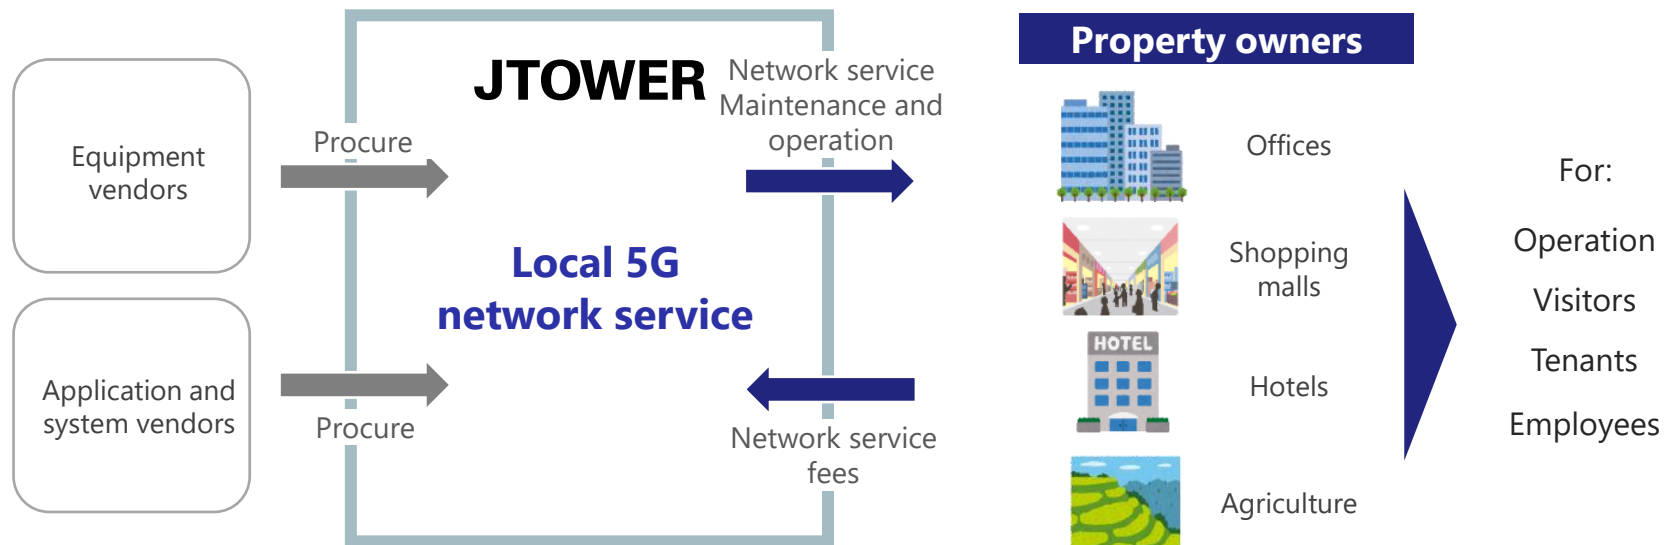 Equipment
vendors
Application and
system vendors
Procure
Procure
JTOWER
Local 5G
network service
Network service
Maintenance and
operation
Network service
fees
Property owners
Offices
Shopping
malls
HOTEL
Hotels
Agriculture
For:
Operation
Visitors
Tenants
Employees